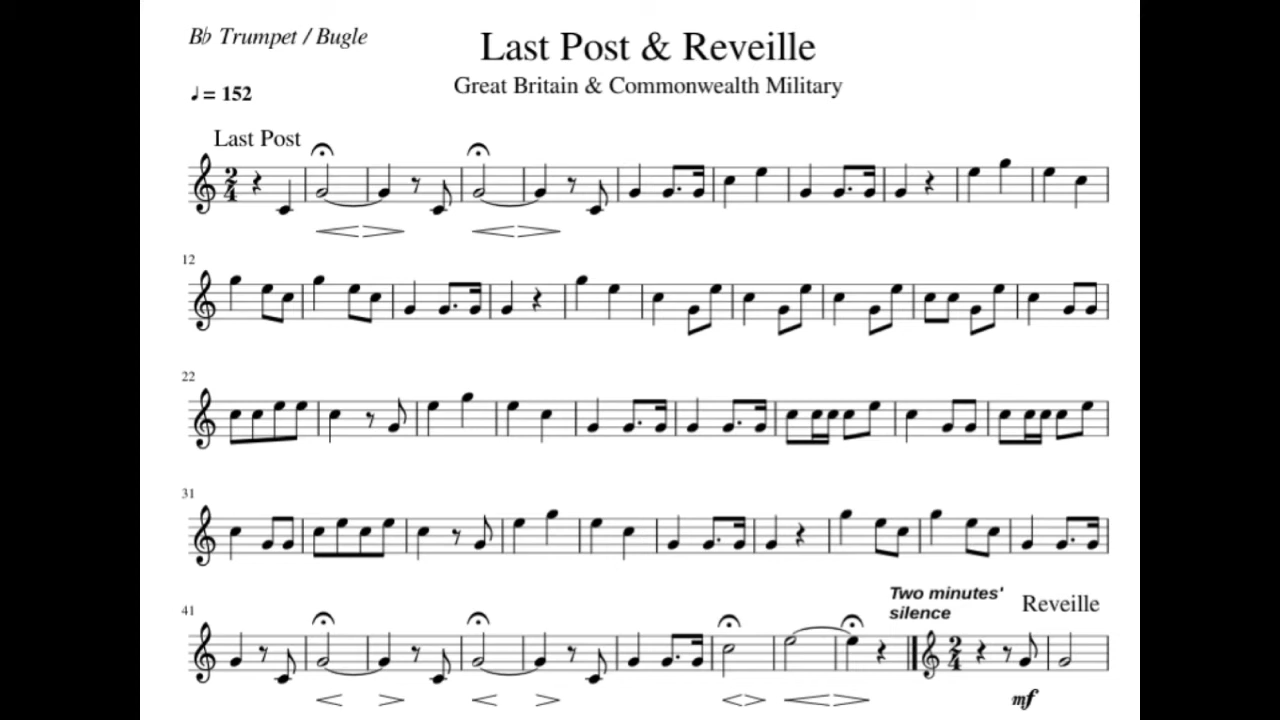 B♭ Trumpet / Bugle
Last Post & Reveille
Great Britain & Commonwealth Military
♩ = 152
Last Post
2
4
12
22
31
41
Two minutes'
silence
Reveille
2
4
mf